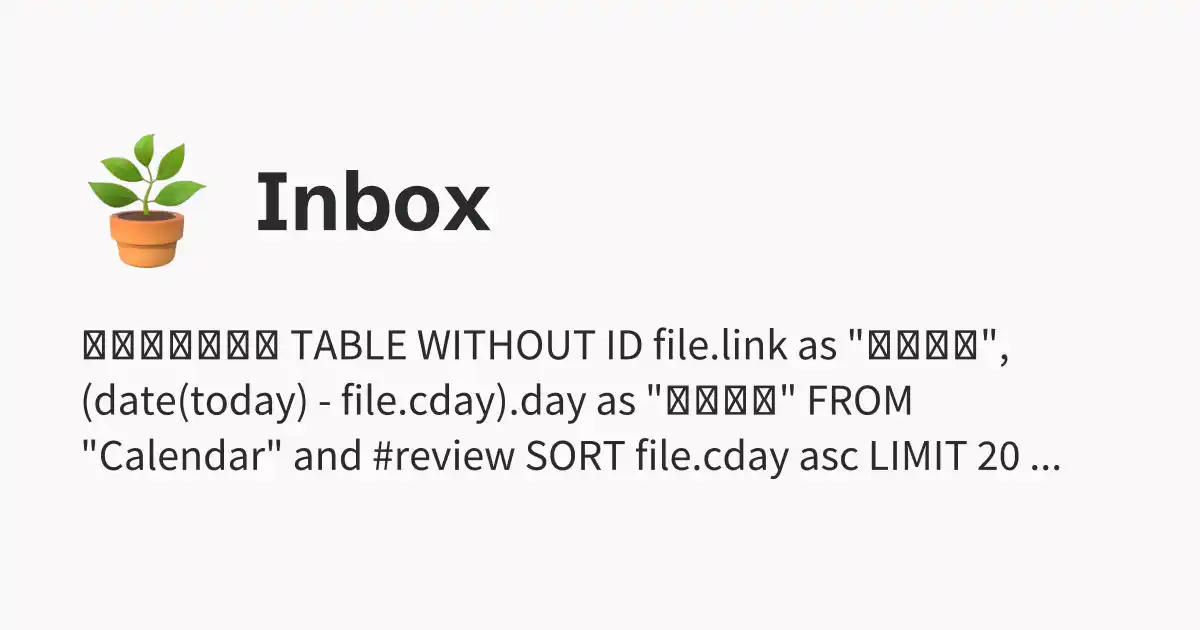 Inbox
TABLE WITHOUT ID file.link as "",
(date(today) - file.cday).day as "" FROM
"Calendar" and #review SORT file.cday asc LIMIT 20 ...